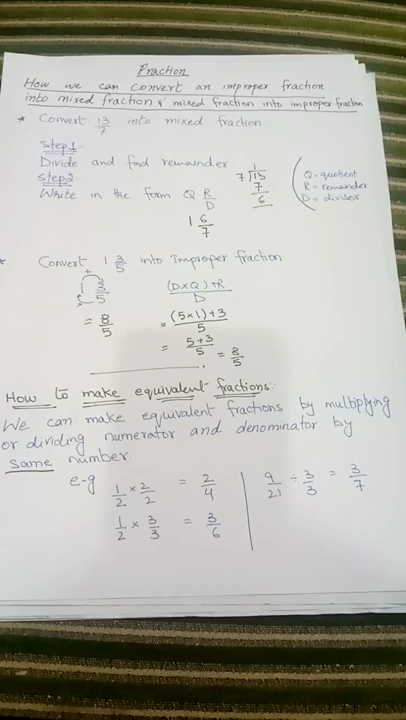 Fraction
How we can convert an improper fraction
into mixed fraction & mixed fraction into improper fraction
* Convert 13/7 into mixed fraction
Step1:
Divide and find remainder.
Step2:
Write in the form Q R/D
1 6/7
1
7 13
7
6
Q = quotient
R = remainder
D = divisor
* Convert 1 3/5 into Improper fraction
+
1 3/5
x
= 8/5
(D×Q)+R/D
= (5×1)+3/5
= 5+3/5 = 8/5
How to make equivalent fractions:
We can make equivalent fractions by multiplying
or dividing numerator and denominator by
same number.
e-g
1/2 × 2/2 = 2/4
1/2 × 3/3 = 3/6
9/21 ÷ 3/3 = 3/7